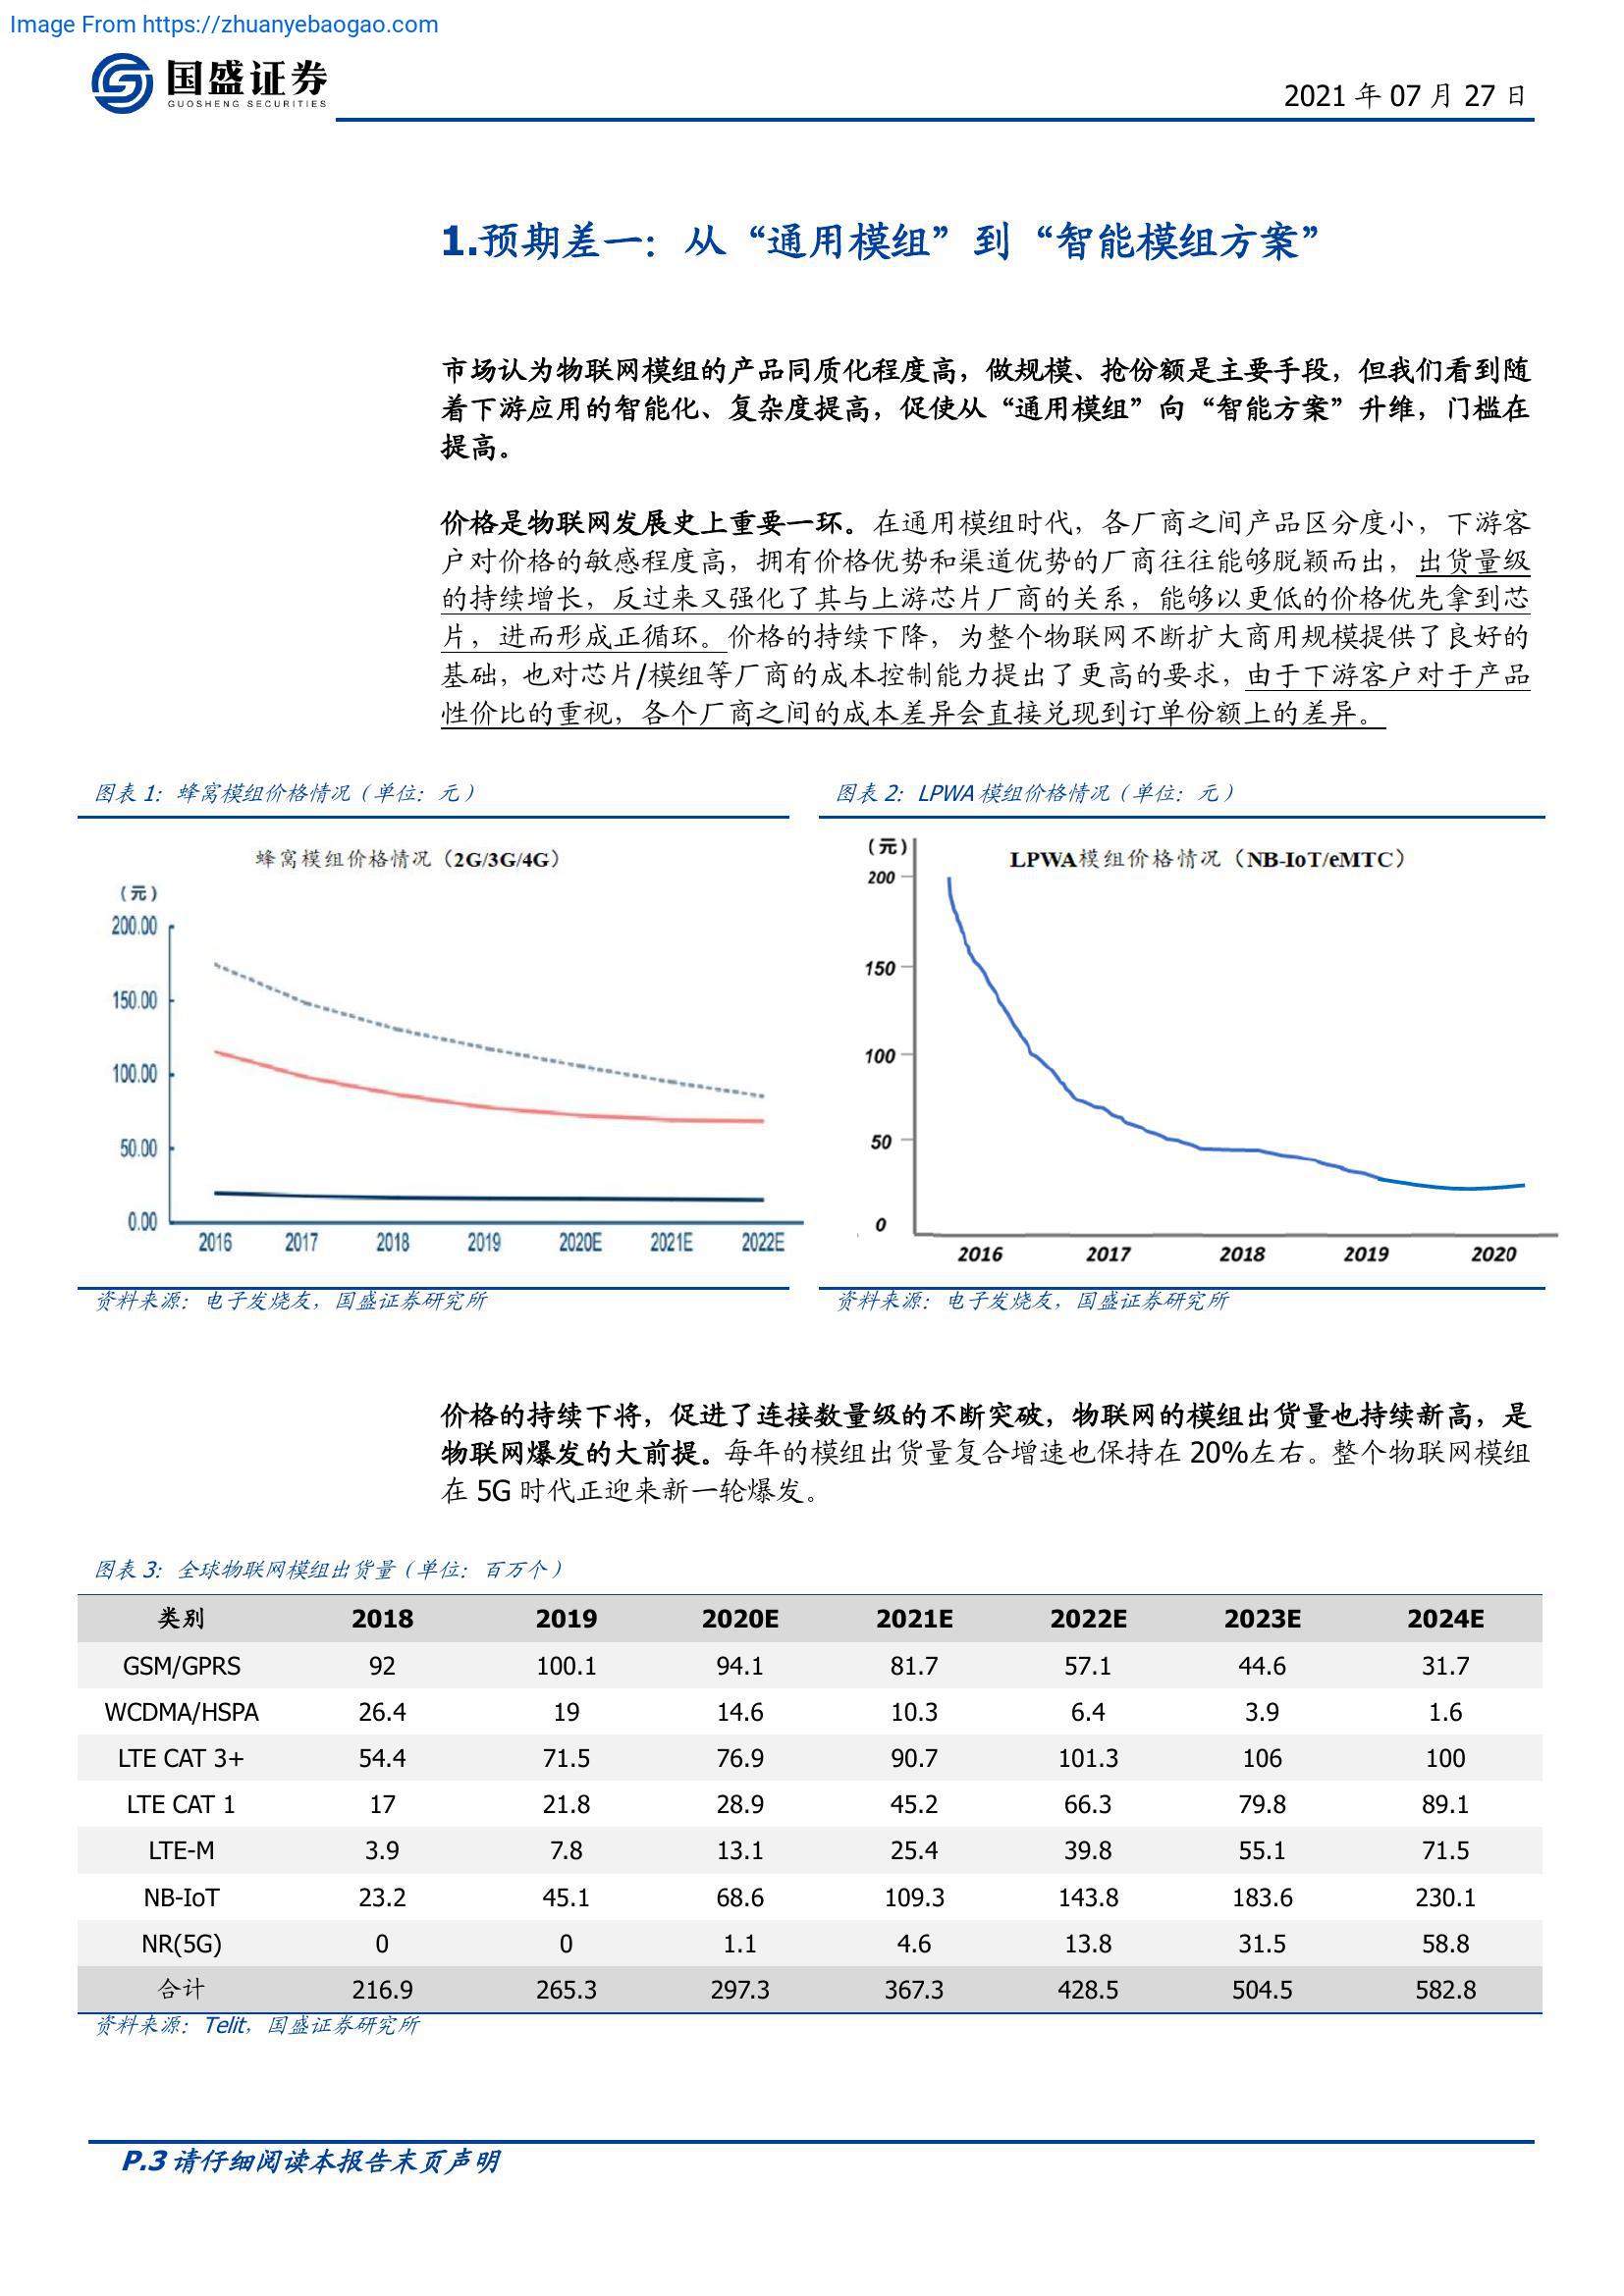 Image From https://zhuanyebaogao.com
国盛证券
GUOSHENG SECURITIES
2021 年 07 月 27 日
1.预期差一：从“通用模组”到“智能模组方案”
市场认为物联网模组的产品同质化程度高，做规模、抢份额是主要手段，但我们看到随
着下游应用的智能化、复杂度提高，促使从“通用模组”向“智能方案”升维，门槛在
提高。
价格是物联网发展史上重要一环。在通用模组时代，各厂商之间产品区分度小，下游客
户对价格的敏感程度高，拥有价格优势和渠道优势的厂商往往能够脱颖而出，出货量级
的持续增长，反过来又强化了其与上游芯片厂商的关系，能够以更低的价格优先拿到芯
片，进而形成正循环。价格的持续下降，为整个物联网不断扩大商用规模提供了良好的
基础，也对芯片/模组等厂商的成本控制能力提出了更高的要求，由于下游客户对于产品
性价比的重视，各个厂商之间的成本差异会直接兑现到订单份额上的差异。
图表 1：蜂窝模组价格情况（单位：元）
蜂窝模组价格情况（2G/3G/4G）
（元）
200.00
150.00
100.00
50.00
0.00
2016 2017 2018 2019 2020E 2021E 2022E
资料来源：电子发烧友，国盛证券研究所
图表 2：LPWA 模组价格情况（单位：元）
（元）
LPWA模组价格情况（NB-IoT/eMTC）
200
150
100
50
0
2016 2017 2018 2019 2020
资料来源：电子发烧友，国盛证券研究所
价格的持续下将，促进了连接数量级的不断突破，物联网的模组出货量也持续新高，是
物联网爆发的大前提。每年的模组出货量复合增速也保持在 20%左右。整个物联网模组
在 5G 时代正迎来新一轮爆发。
图表 3：全球物联网模组出货量（单位：百万个）
类别 2018 2019 2020E 2021E 2022E 2023E 2024E
GSM/GPRS 92 100.1 94.1 81.7 57.1 44.6 31.7
WCDMA/HSPA 26.4 19 14.6 10.3 6.4 3.9 1.6
LTE CAT 3+ 54.4 71.5 76.9 90.7 101.3 106 100
LTE CAT 1 17 21.8 28.9 45.2 66.3 79.8 89.1
LTE-M 3.9 7.8 13.1 25.4 39.8 55.1 71.5
NB-IoT 23.2 45.1 68.6 109.3 143.8 183.6 230.1
NR(5G) 0 0 1.1 4.6 13.8 31.5 58.8
合计 216.9 265.3 297.3 367.3 428.5 504.5 582.8
资料来源：Telit，国盛证券研究所
P.3 请仔细阅读本报告末页声明